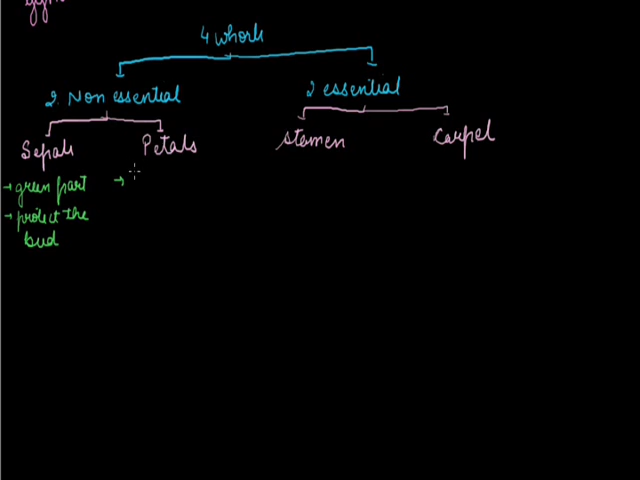 4 whorls
2 Non essential
2 essential
Sepals
Petals
stamen
Carpel
→ green part
→
→ protect the
bud